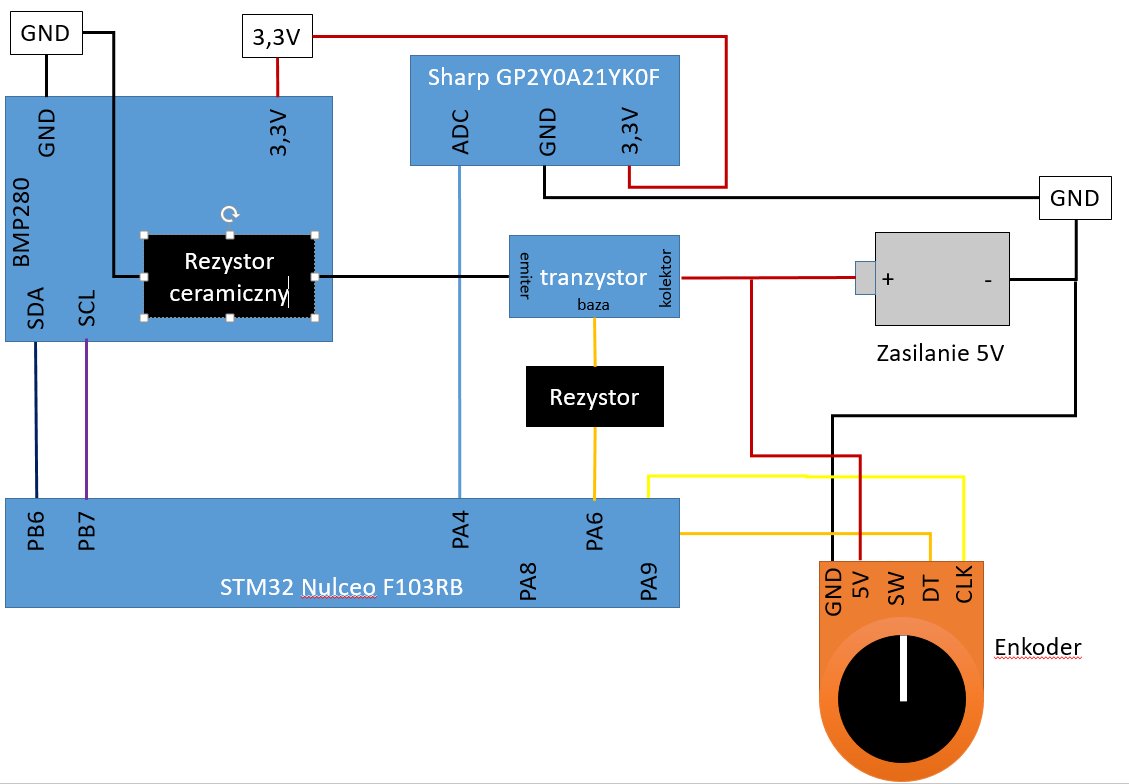 GND
3,3V
Sharp GP2Y0A21YK0F
ADC
GND
3,3V
GND
3,3V
BMP280
SDA
SCL
Rezystor
ceramiczny
GND
emiter
tranzystor
kolektor
baza
+
-
Zasilanie 5V
Rezystor
PB6
PB7
PA4
PA6
PA8
PA9
STM32 Nulceo F103RB
GND
5V
SW
DT
CLK
Enkoder